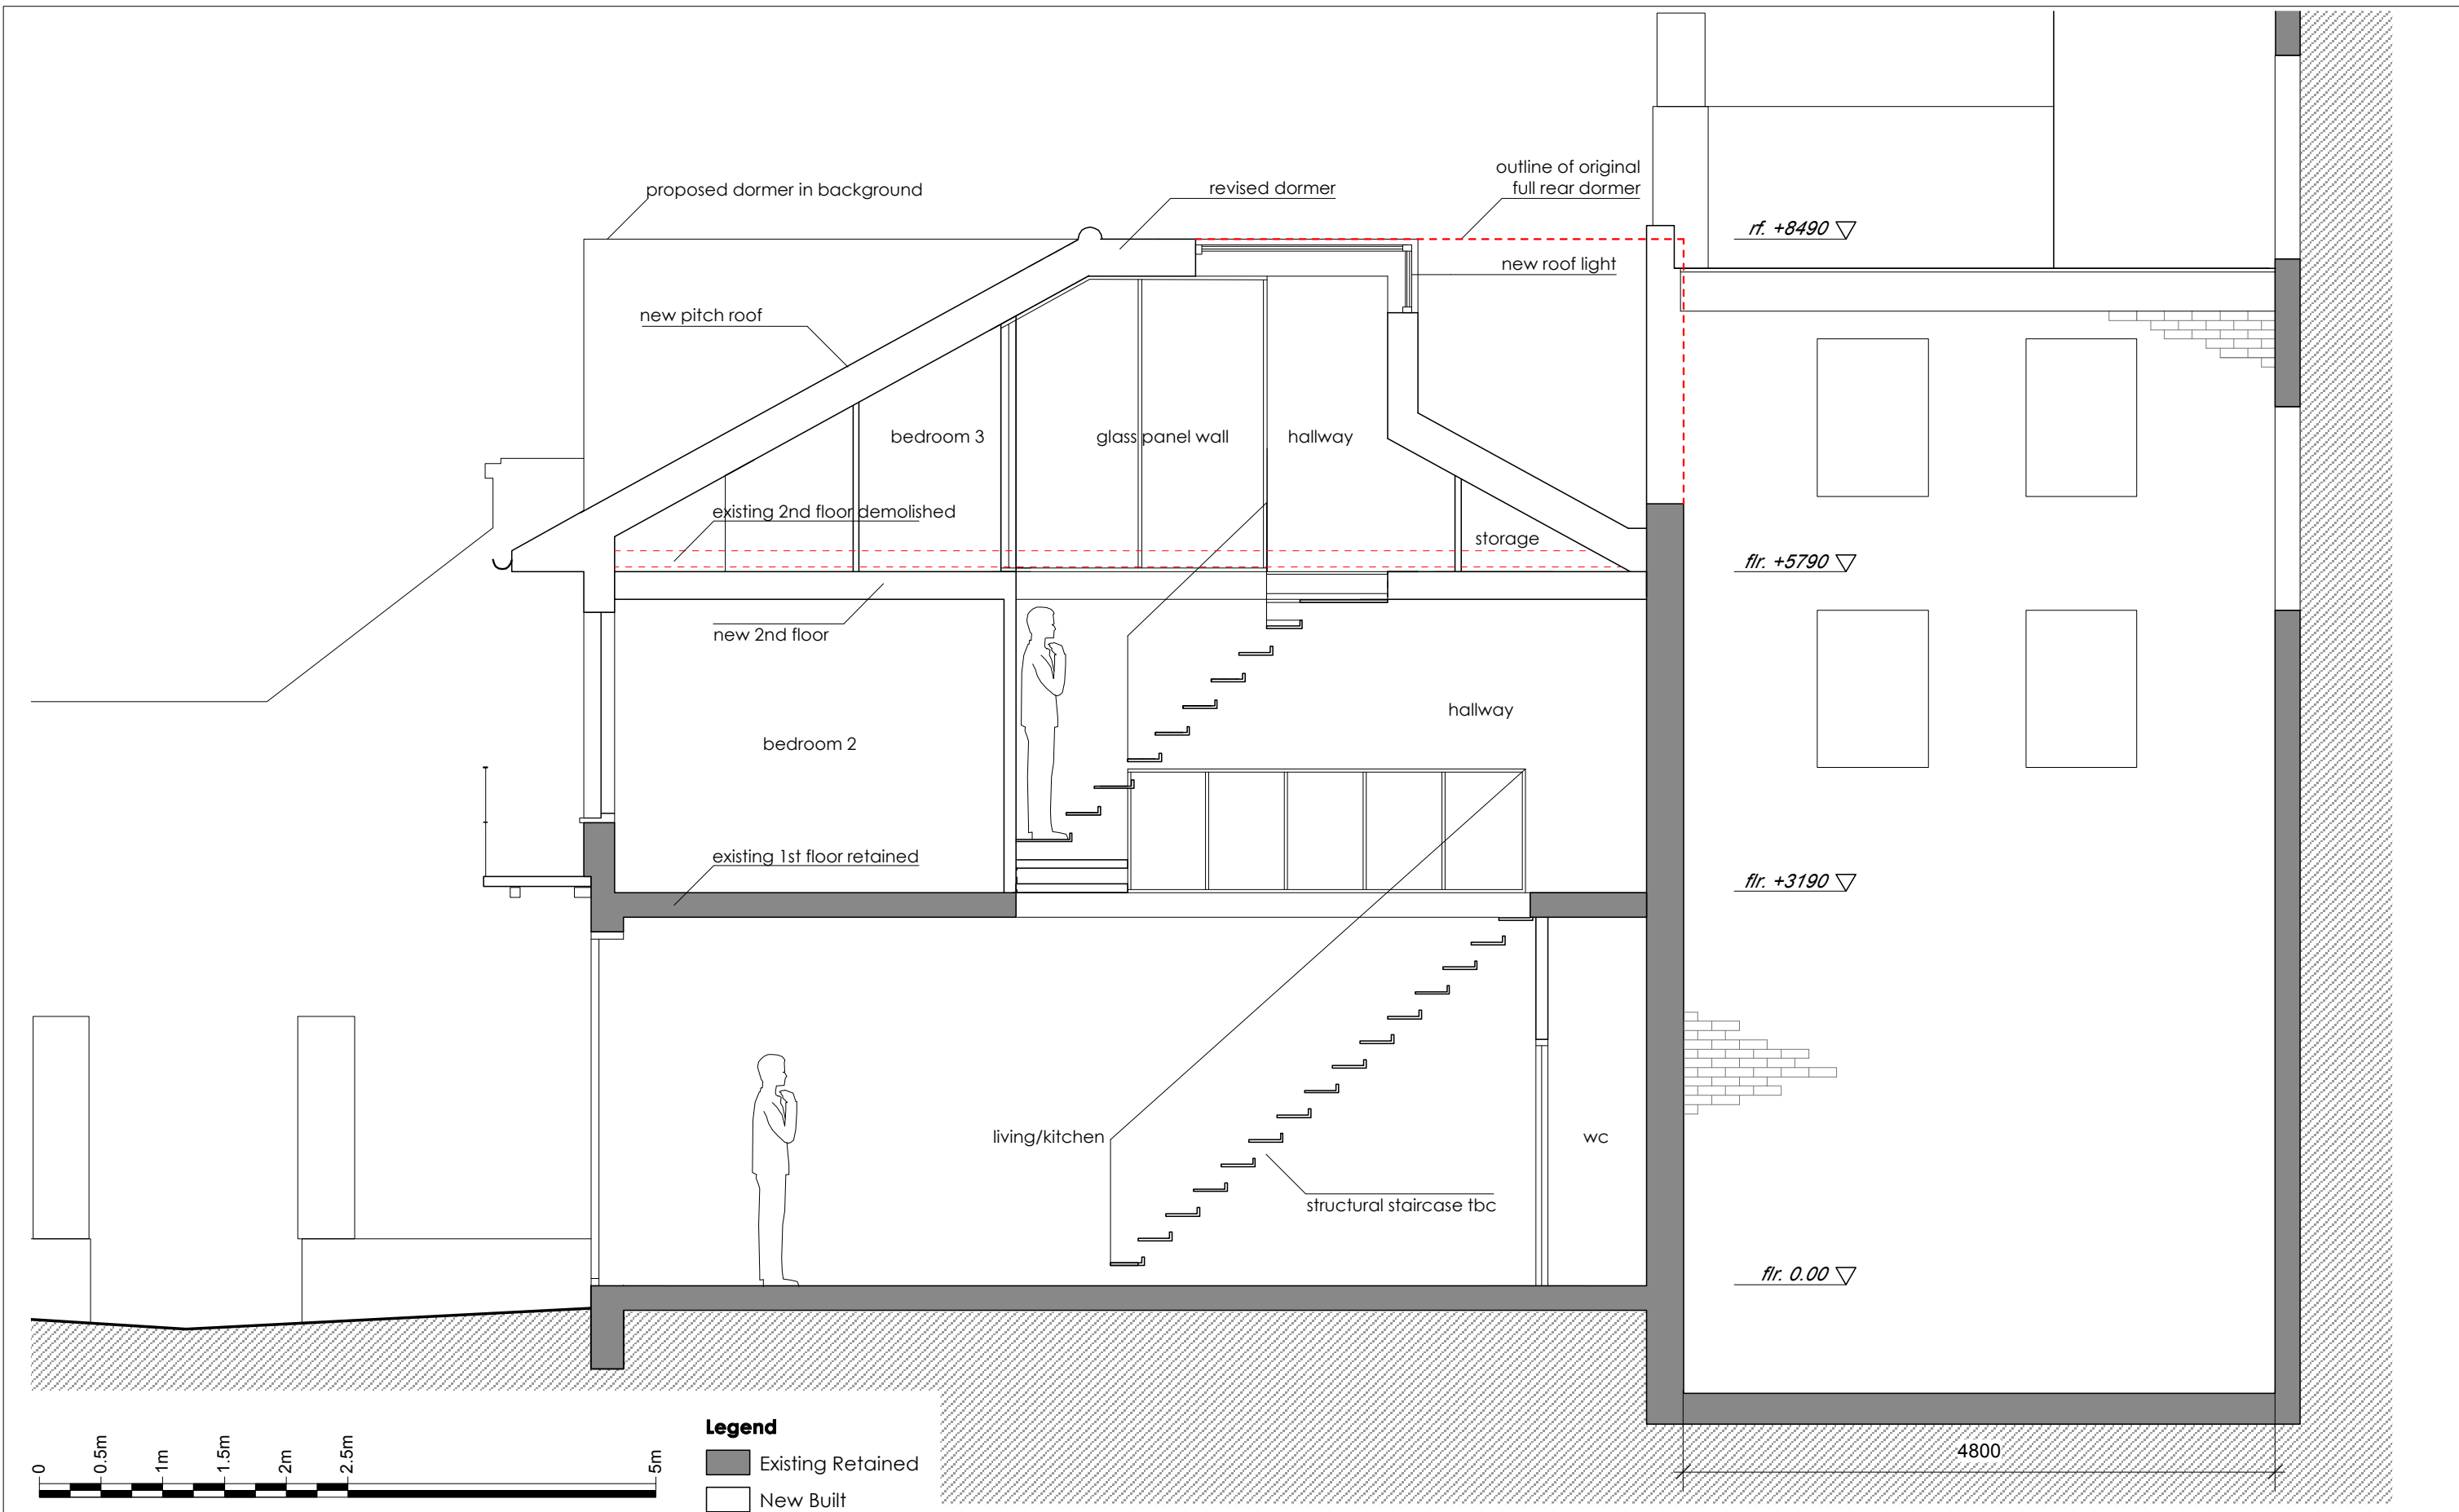 outline of original
full rear dormer
proposed dormer in background
revised dormer
rf. +8490
new roof light
new pitch roof
bedroom 3
glass panel wall
hallway
existing 2nd floor demolished
storage
flr. +5790
new 2nd floor
hallway
bedroom 2
existing 1st floor retained
flr. +3190
living/kitchen
wc
structural staircase tbc
flr. 0.00
Legend
Existing Retained
New Built
0
0.5m
1m
1.5m
2m
2.5m
5m
4800